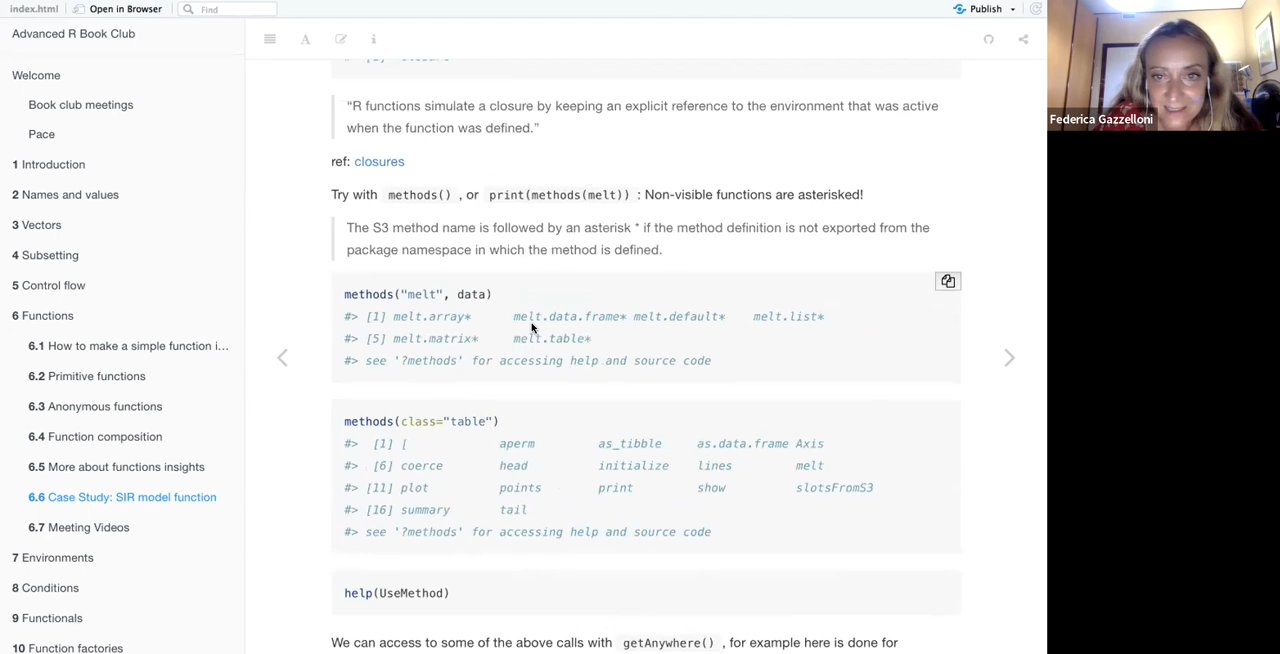 index.html Open in Browser Find Publish
Advanced R Book Club
Welcome
Book club meetings
Pace
1 Introduction
2 Names and values
3 Vectors
4 Subsetting
5 Control flow
6 Functions
6.1 How to make a simple function i...
6.2 Primitive functions
6.3 Anonymous functions
6.4 Function composition
6.5 More about functions insights
6.6 Case Study: SIR model function
6.7 Meeting Videos
7 Environments
8 Conditions
9 Functionals
10 Function factories
“R functions simulate a closure by keeping an explicit reference to the environment that was active
when the function was defined.”
ref: closures
Try with methods() , or print(methods(melt)) : Non-visible functions are asterisked!
The S3 method name is followed by an asterisk * if the method definition is not exported from the
package namespace in which the method is defined.
methods("melt", data)
#> [1] melt.array* melt.data.frame* melt.default* melt.list*
#> [5] melt.matrix* melt.table*
#> see '?methods' for accessing help and source code
methods(class="table")
#> [1] [ aperm as_tibble as.data.frame Axis
#> [6] coerce head initialize lines melt
#> [11] plot points print show slotsFromS3
#> [16] summary tail
#> see '?methods' for accessing help and source code
help(UseMethod)
We can access to some of the above calls with getAnywhere() , for example here is done for
Federica Gazzelloni